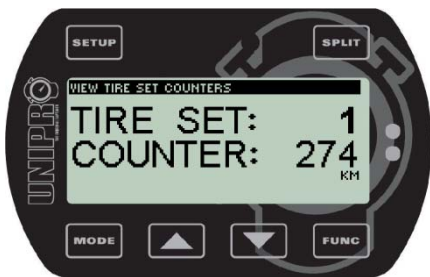 SETUP
SPLIT
VIEW TIRE SET COUNTERS
TIRE SET: 1
COUNTER: 274
KM
UNIPRO
MODE
FUNC